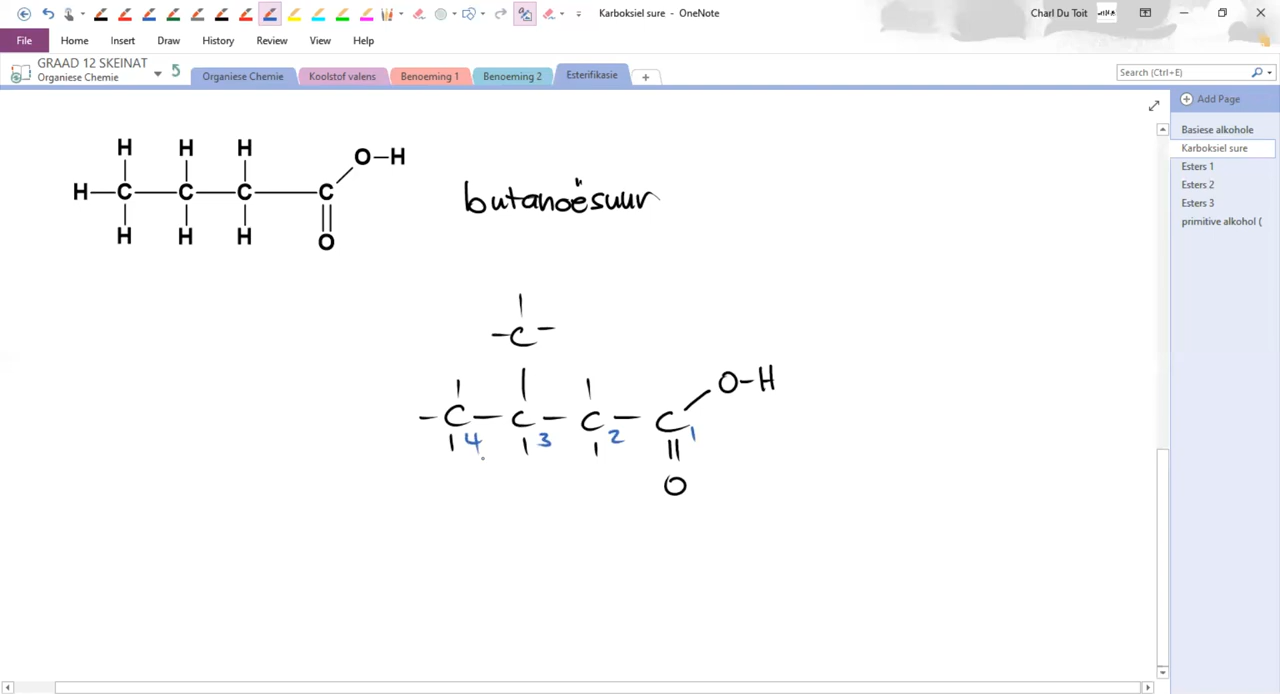 Karboksiel sure - OneNote
Charl Du Toit
File Home Insert Draw History Review View Help
GRAAD 12 SKEINAT
Organiese Chemie
Organiese Chemie Koolstof valens Benoeming 1 Benoeming 2 Esterifikasie +
Search (Ctrl+E)
Add Page
Basiese alkohole
Karboksiel sure
Esters 1
Esters 2
Esters 3
primitive alkohol (
H H H O-H
H-C C C C
H H H O
butanoësuur
-C-
-C-C-C-C O-H
4 3 2 1
O